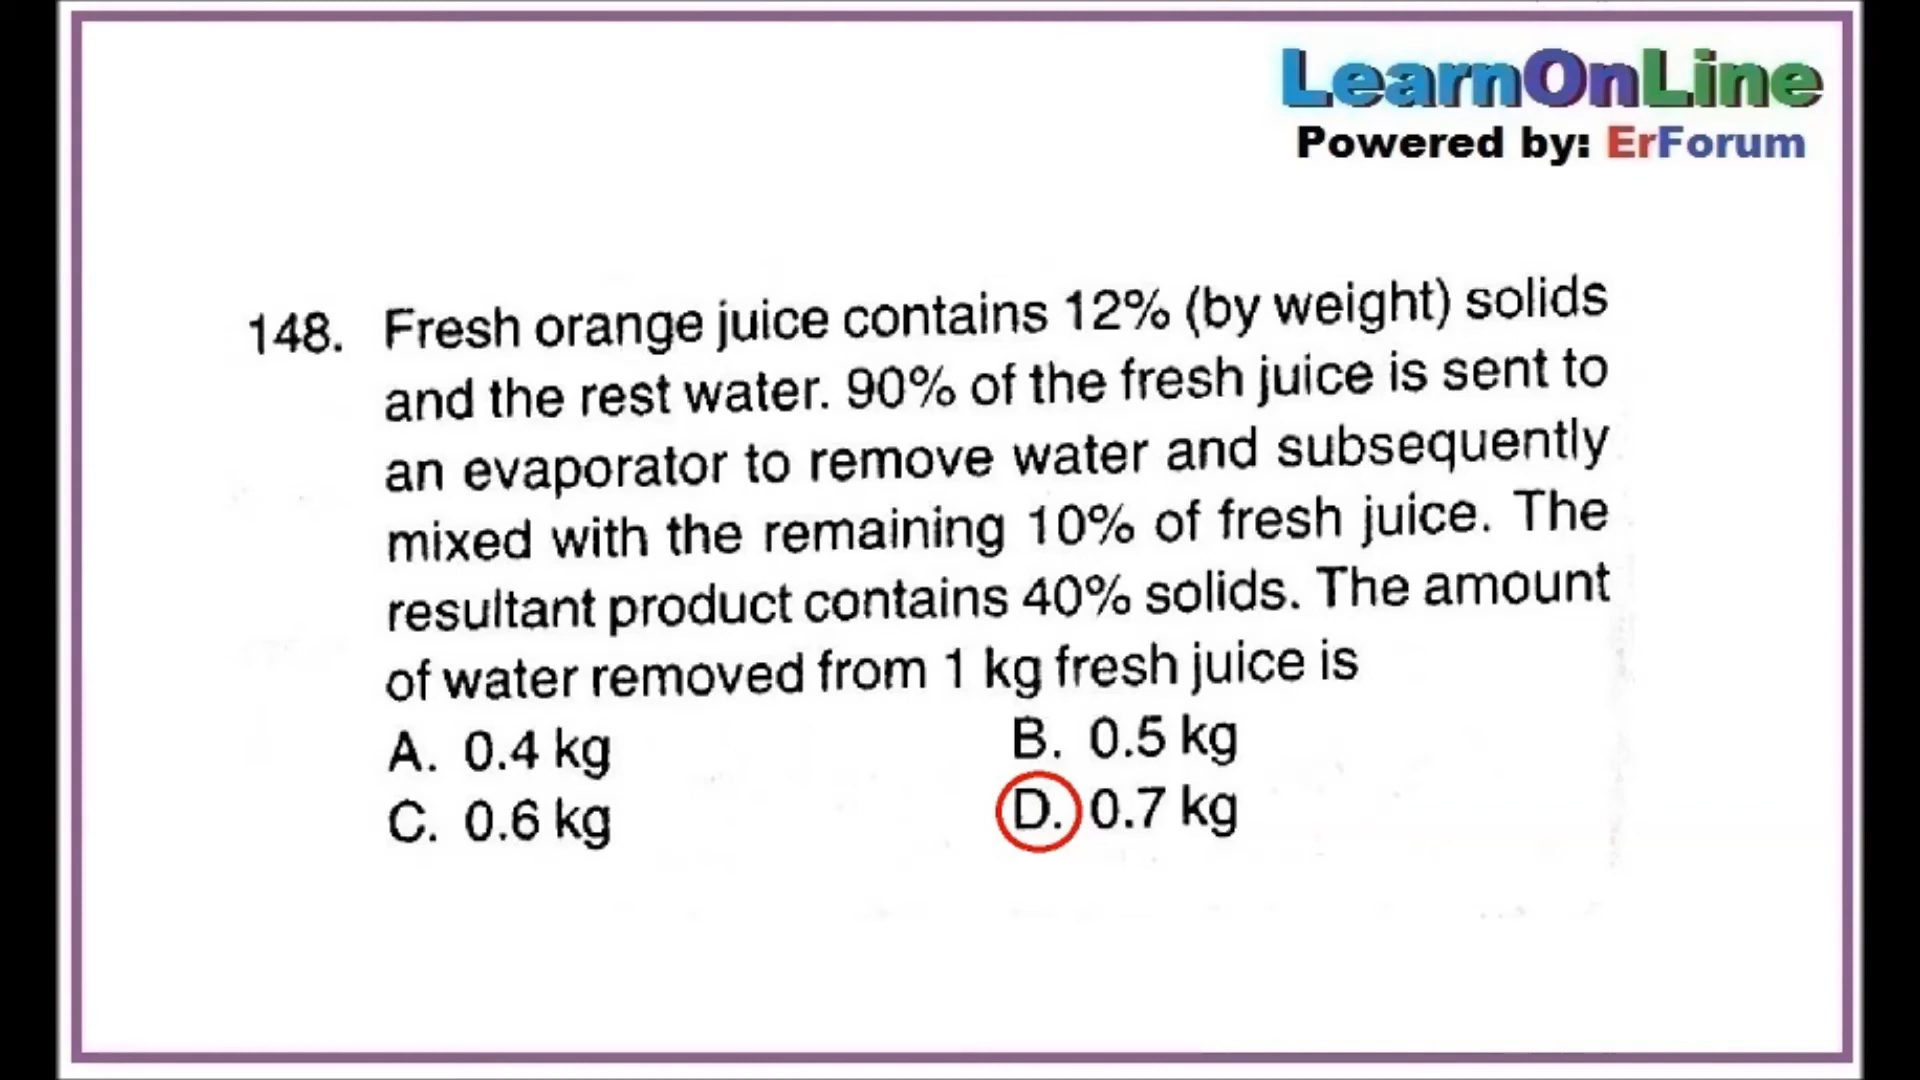 LearnOnLine
Powered by: ErForum
148. Fresh orange juice contains 12% (by weight) solids
and the rest water. 90% of the fresh juice is sent to
an evaporator to remove water and subsequently
mixed with the remaining 10% of fresh juice. The
resultant product contains 40% solids. The amount
of water removed from 1 kg fresh juice is
A. 0.4 kg B. 0.5 kg
C. 0.6 kg D. 0.7 kg